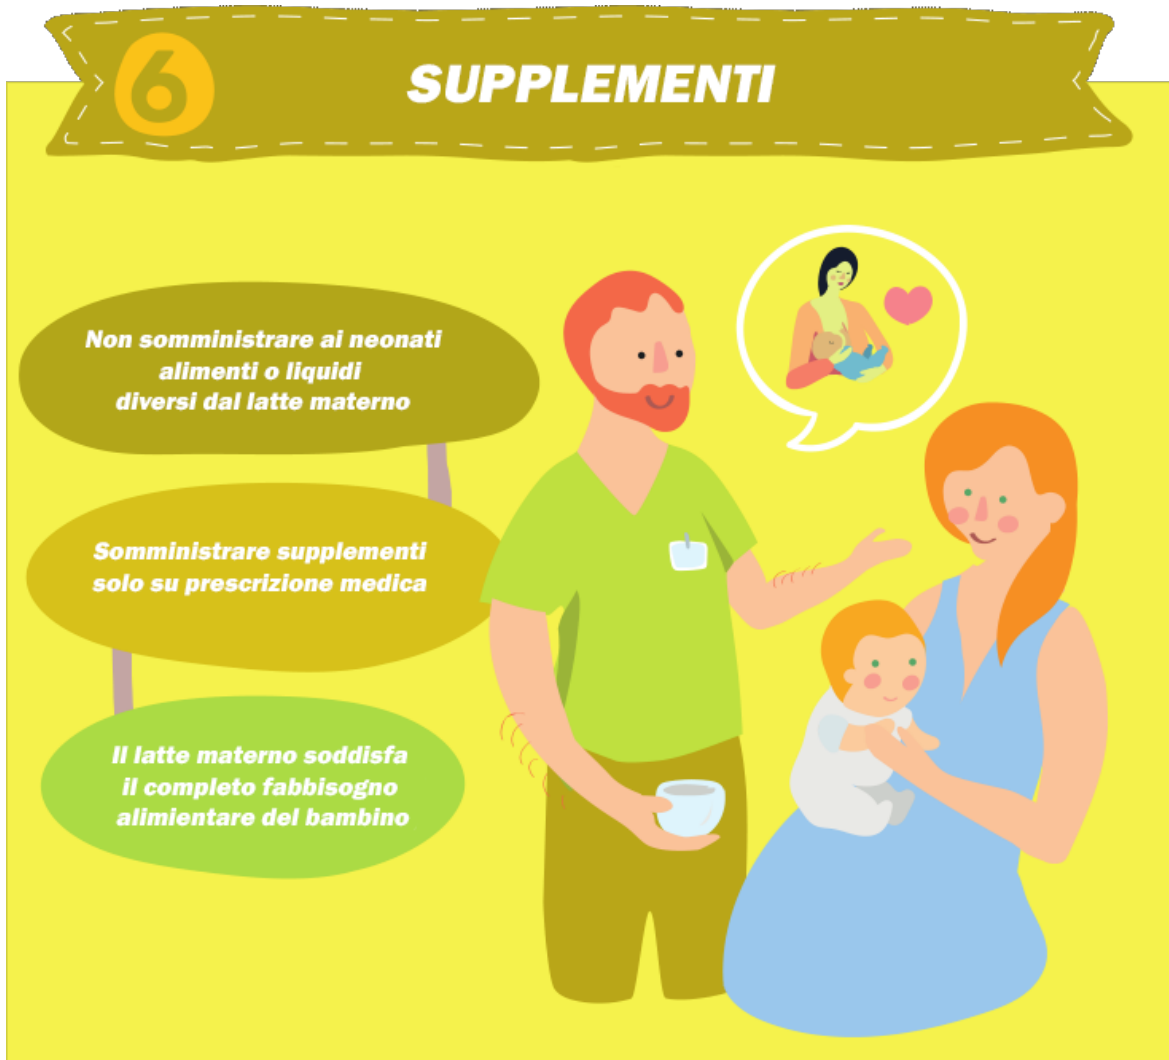 6
SUPPLEMENTI
Non somministrare ai neonati
alimenti o liquidi
diversi dal latte materno
Somministrare supplementi
solo su prescrizione medica
Il latte materno soddisfa
il completo fabbisogno
alimientare del bambino